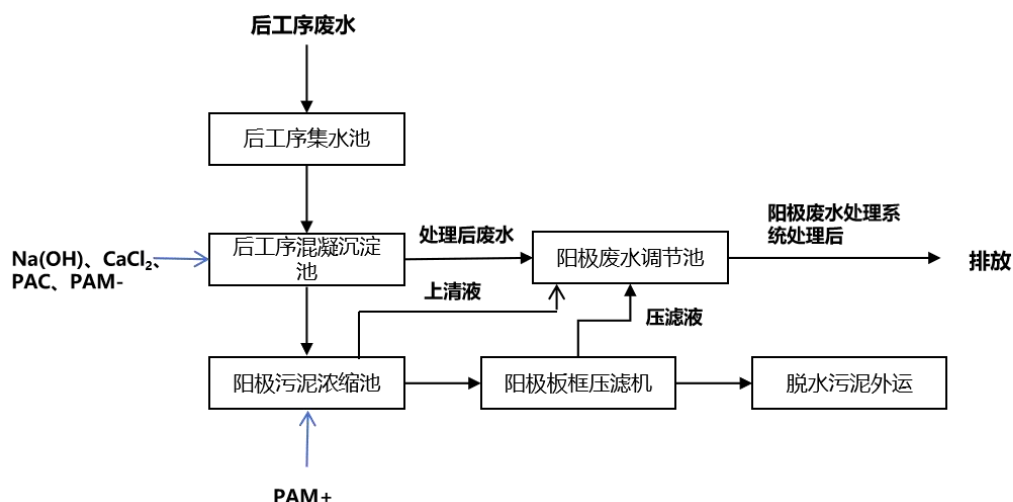 后工序废水
后工序集水池
阳极废水处理系
统处理后
后工序混凝沉淀
池
处理后废水
阳极废水调节池
排放
Na(OH)、CaCl₂、
PAC、PAM-
上清液
压滤液
阳极污泥浓缩池
阳极板框压滤机
脱水污泥外运
PAM+